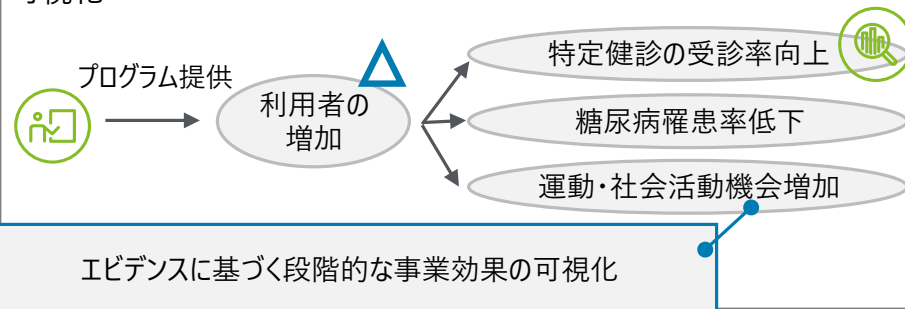 プログラム提供
利用者の
増加
特定健診の受診率向上
糖尿病罹患率低下
運動・社会活動機会増加
エビデンスに基づく段階的な事業効果の可視化